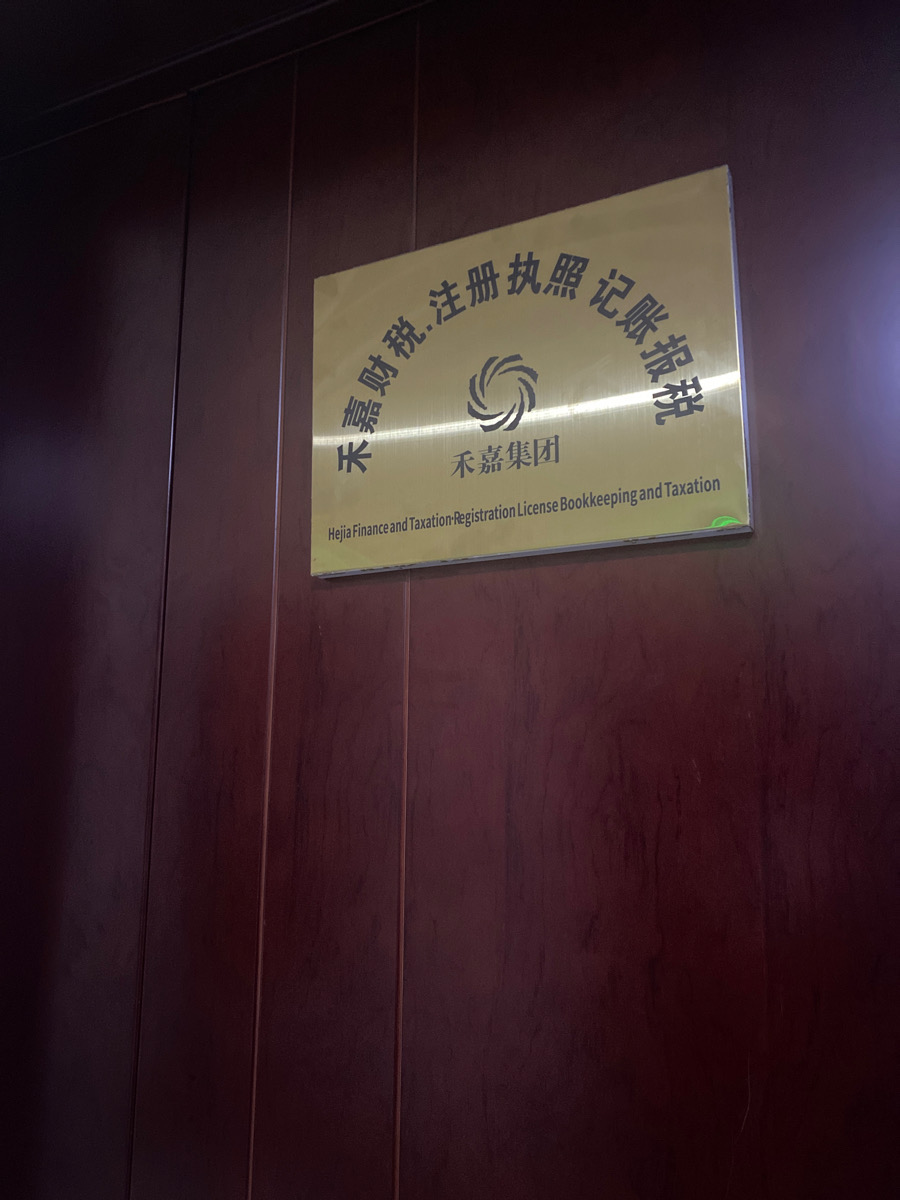 禾嘉财税.注册执照 记账报税
禾嘉集团
Hejia Finance and Taxation·Registration License Bookkeeping and Taxation